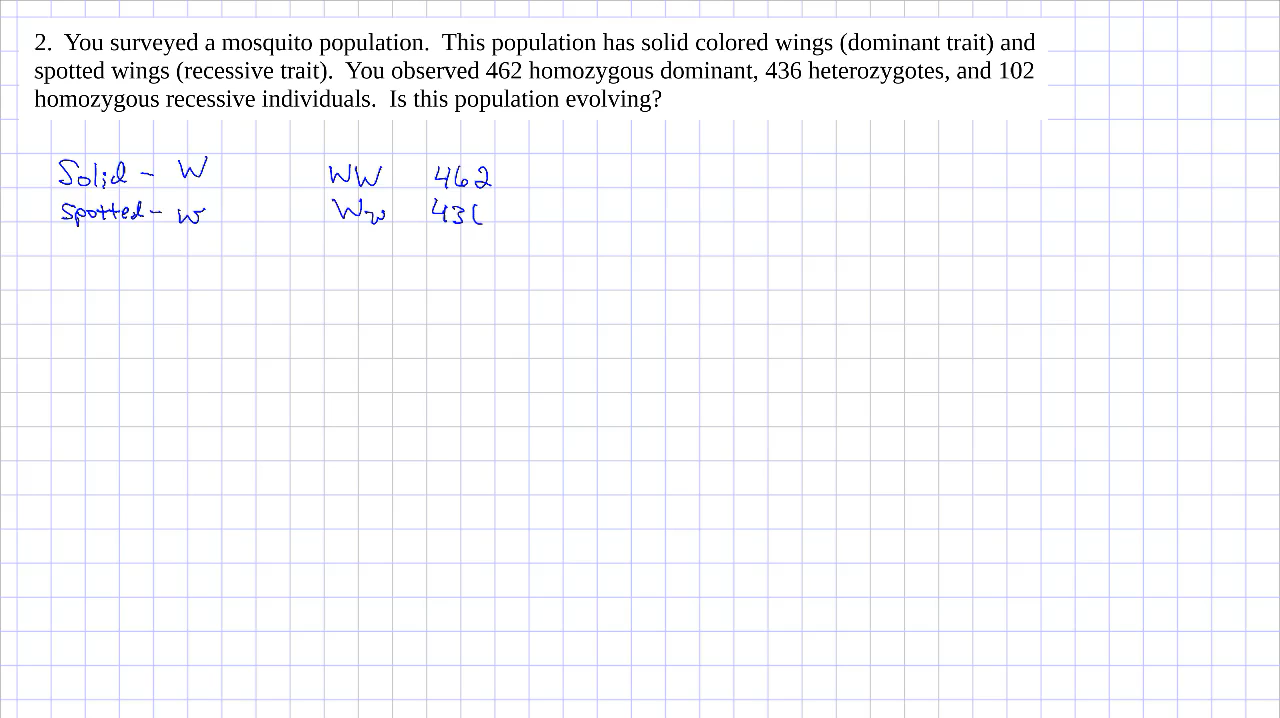 2. You surveyed a mosquito population. This population has solid colored wings (dominant trait) and
spotted wings (recessive trait). You observed 462 homozygous dominant, 436 heterozygotes, and 102
homozygous recessive individuals. Is this population evolving?
Solid - W WW 462
Spotted - w Ww 43(